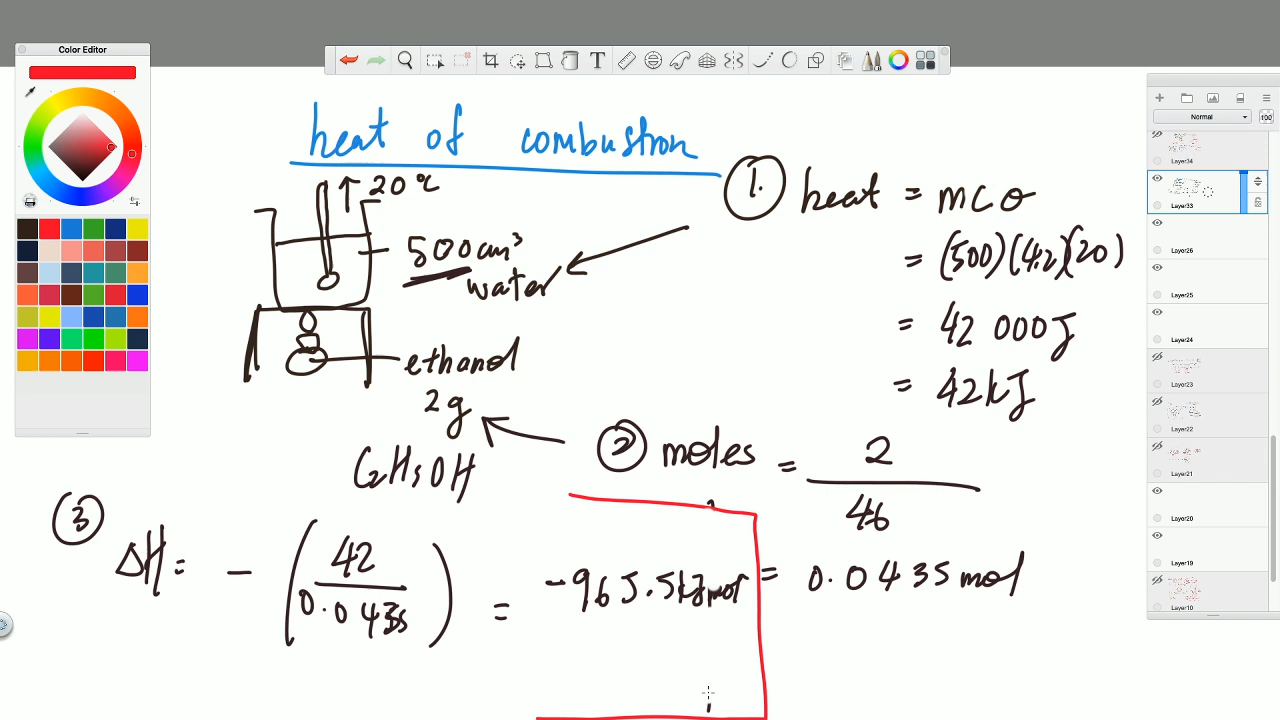 Color Editor
T
Normal
100
Layer34
Layer33
Layer26
Layer25
Layer24
Layer23
Layer22
Layer21
Layer20
Layer19
Layer10
heat of combustion
↑ 20°C
500cm³
water
ethanol
2g
C2H5OH
① heat = mcθ
= (500)(4.2)(20)
= 42 000J
= 42kJ
② moles = 2/46
= 0.0435 mol
③
ΔH = - (42/0.0435) = -965.5kJmol